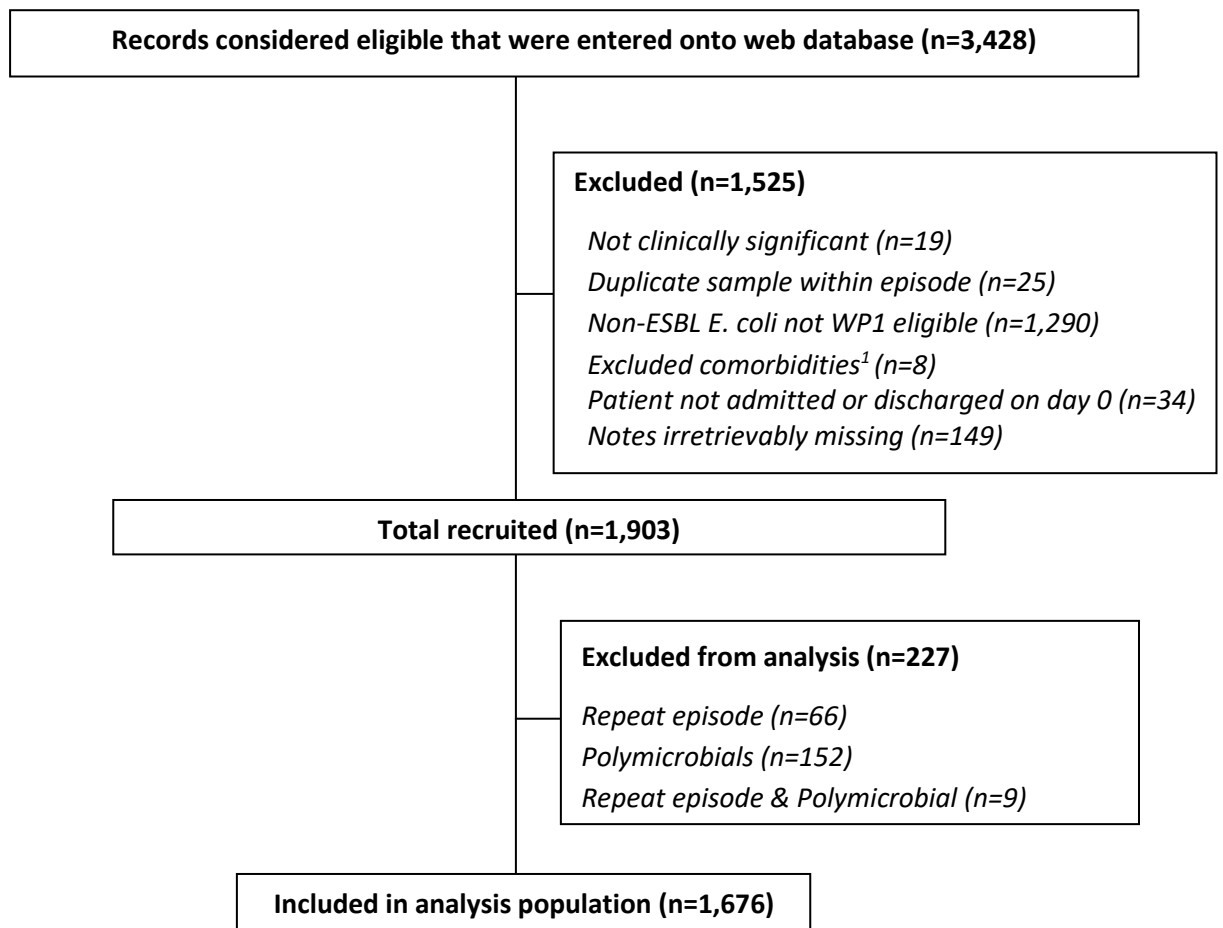 Records considered eligible that were entered onto web database (n=3,428)
Excluded (n=1,525)
Not clinically significant (n=19)
Duplicate sample within episode (n=25)
Non-ESBL E. coli not WP1 eligible (n=1,290)
Excluded comorbidities¹ (n=8)
Patient not admitted or discharged on day 0 (n=34)
Notes irretrievably missing (n=149)
Total recruited (n=1,903)
Excluded from analysis (n=227)
Repeat episode (n=66)
Polymicrobials (n=152)
Repeat episode & Polymicrobial (n=9)
Included in analysis population (n=1,676)